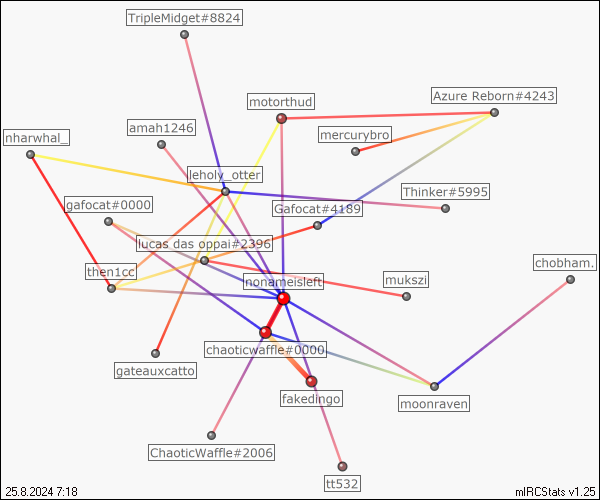 TripleMidget#8824
Azure Reborn#4243
motorthud
amah1246
mercurybro
nharwhal_
leholy_otter
Thinker#5995
gafocat#0000
Gafocat#4189
lucas das oppai#2396
chobham.
then1cc
nonameisleft
mukszi
chaoticwaffle#0000
gateauxcatto
fakedingo
moonraven
ChaoticWaffle#2006
tt532
25.8.2024 7:18
mIRCStats v1.25